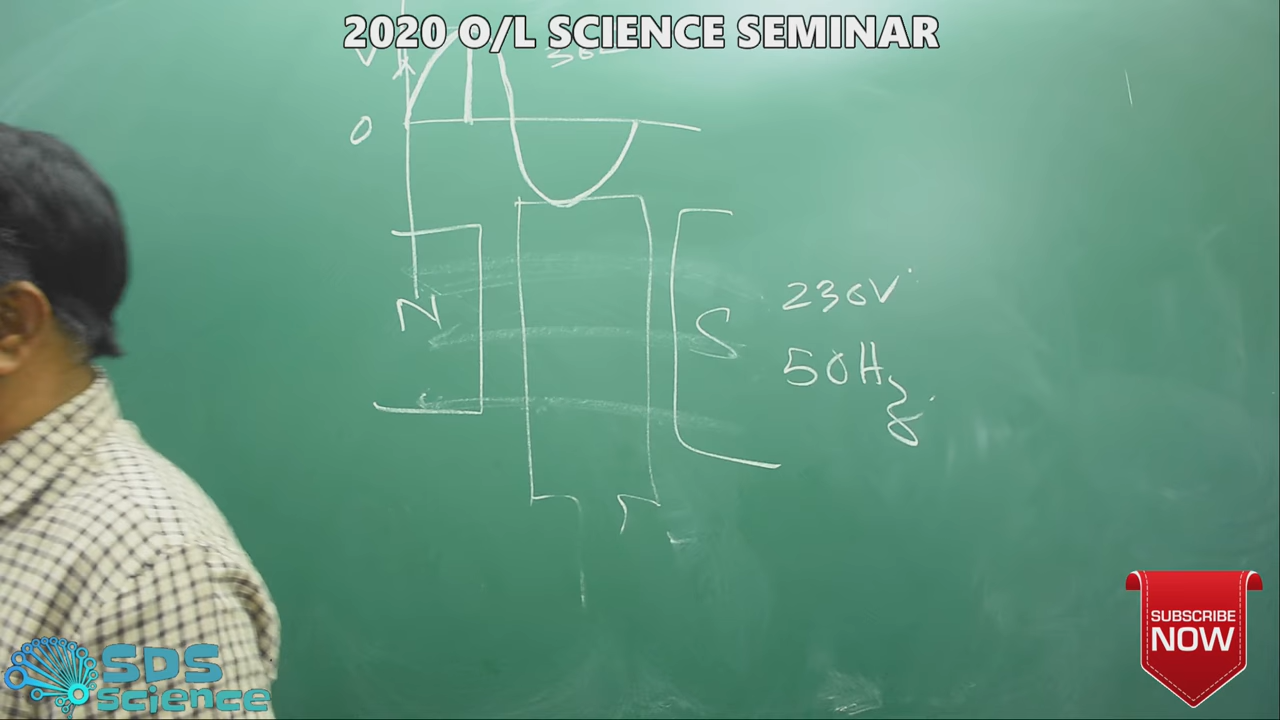 2020 O/L SCIENCE SEMINAR
V
0
N
S
230V
50Hz
SUBSCRIBE
NOW
SDS
science